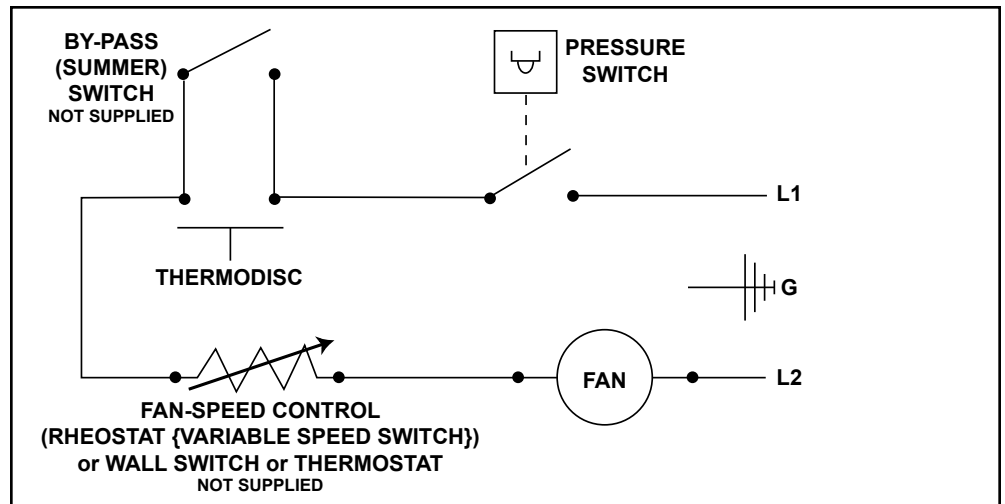 BY-PASS
(SUMMER)
SWITCH
NOT SUPPLIED
PRESSURE
SWITCH
L1
THERMODISC
G
FAN
L2
FAN-SPEED CONTROL
(RHEOSTAT {VARIABLE SPEED SWITCH})
or WALL SWITCH or THERMOSTAT
NOT SUPPLIED